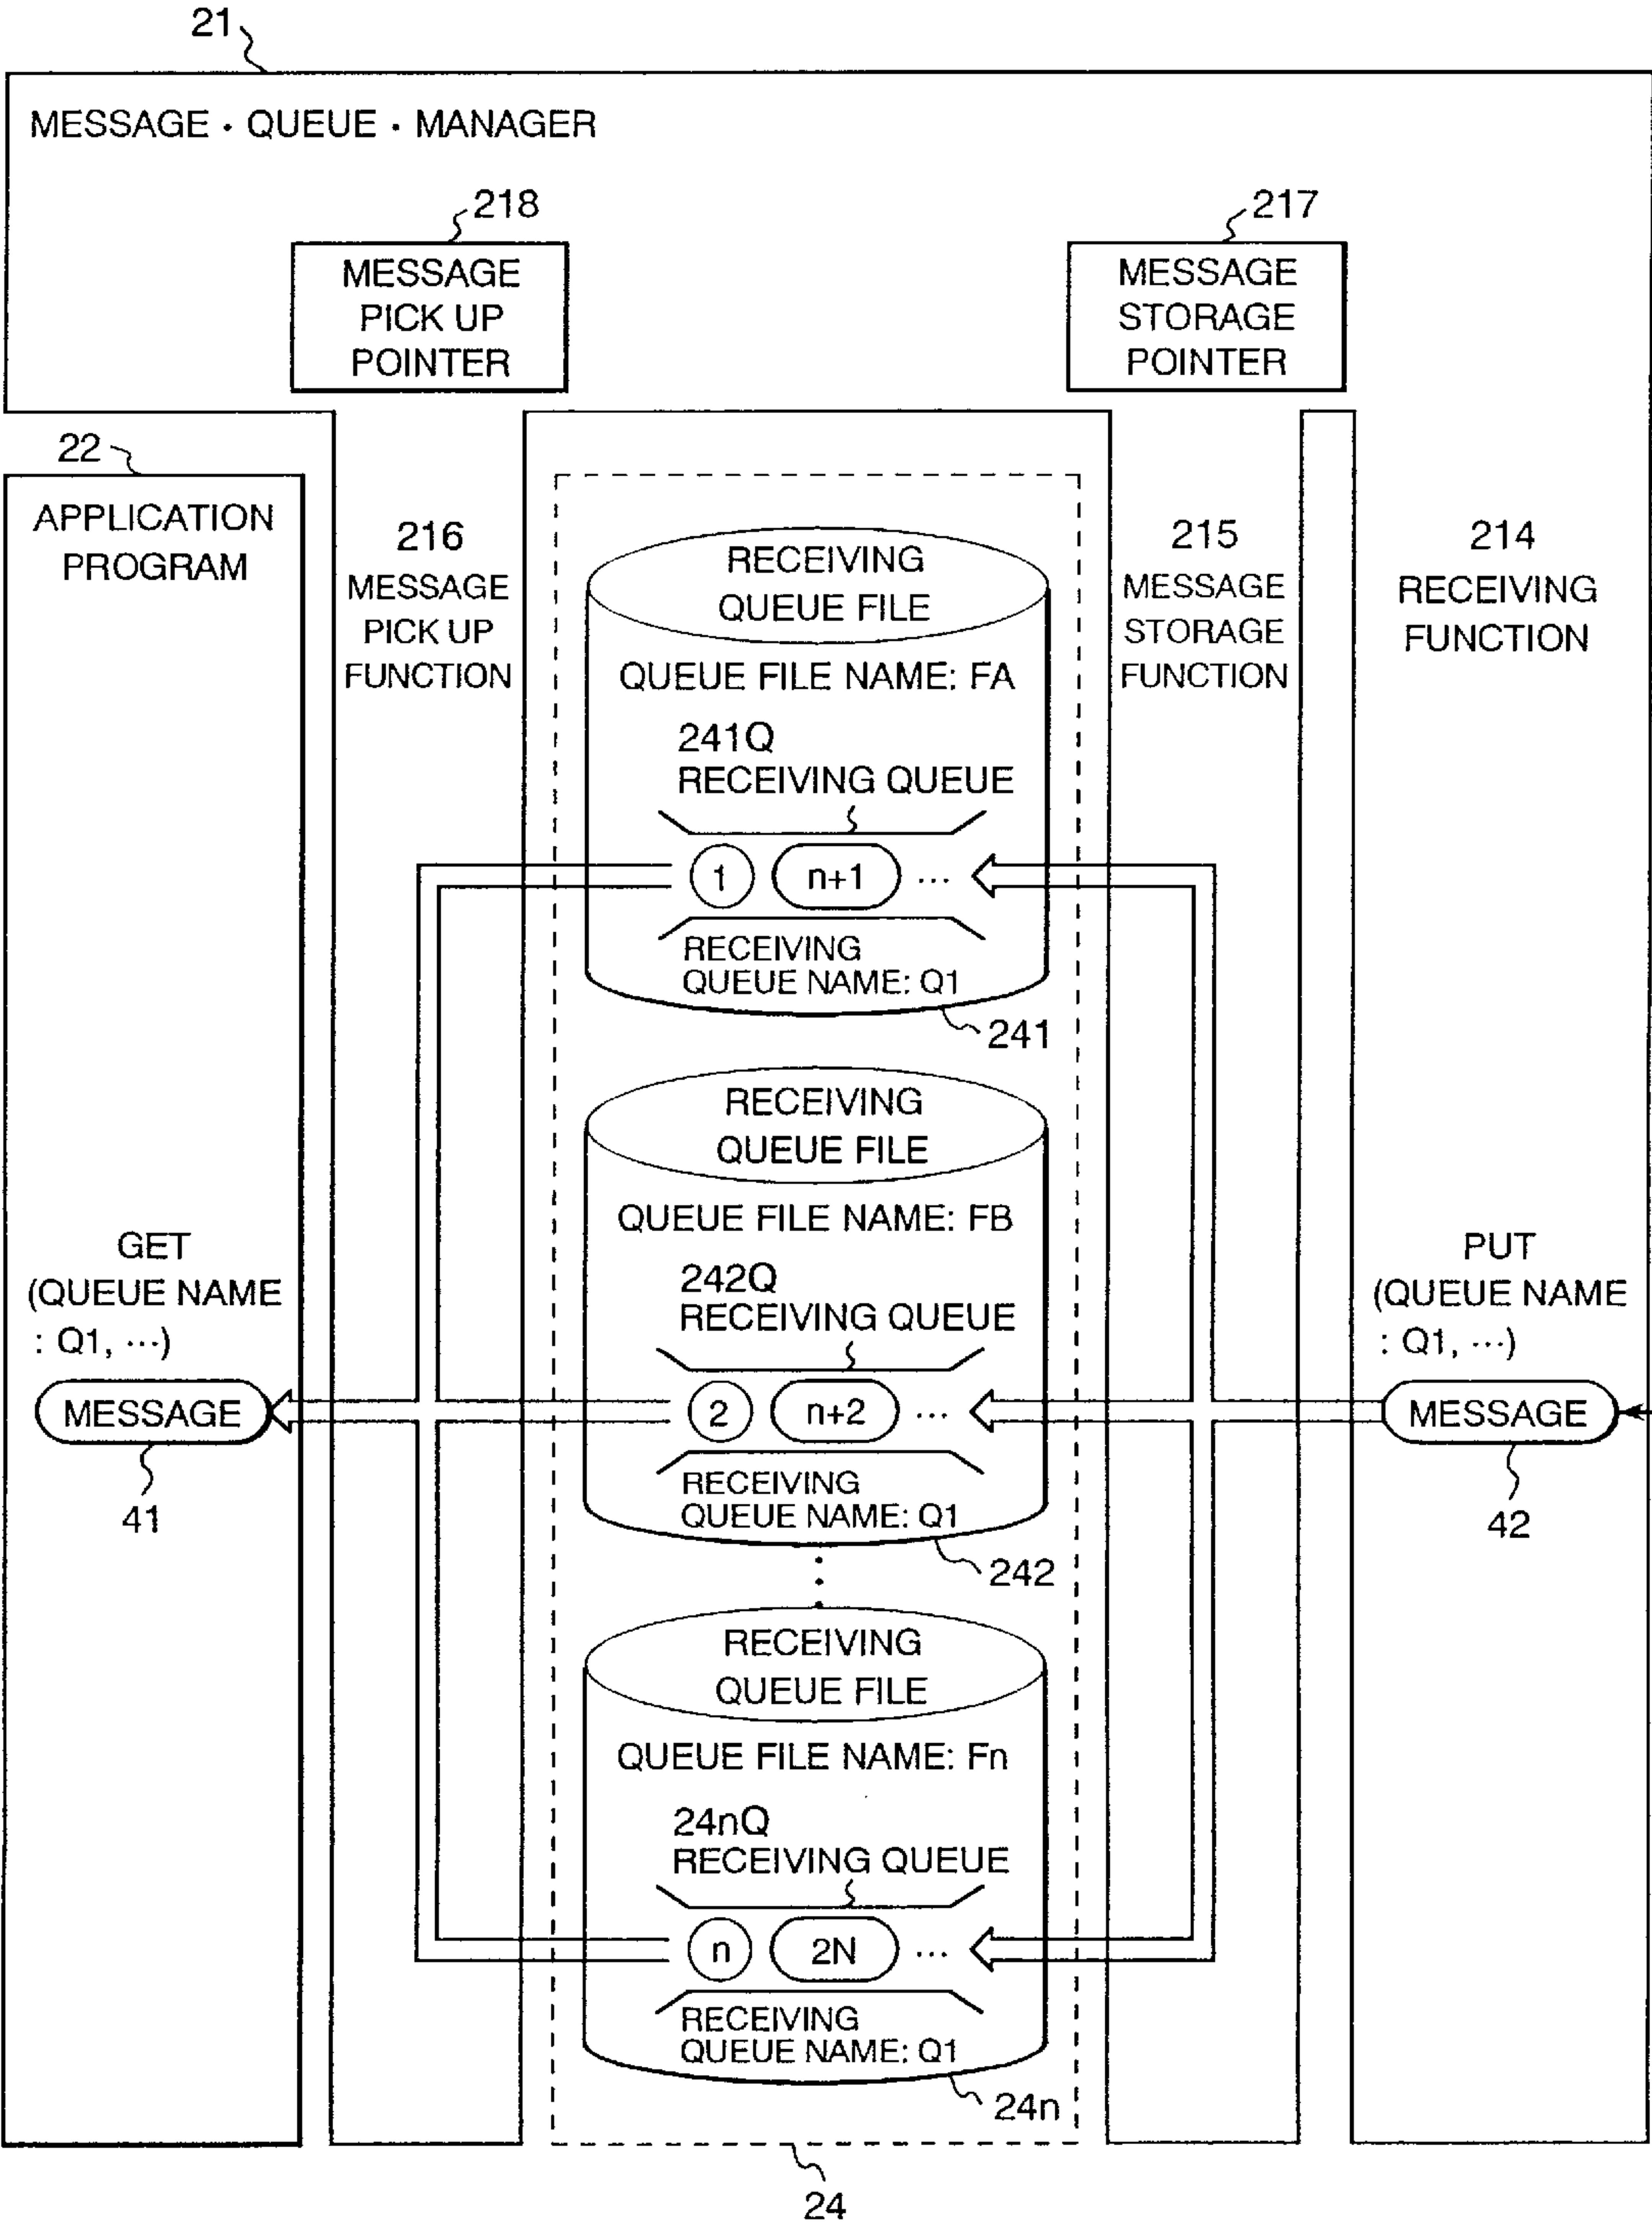 21
MESSAGE・QUEUE・MANAGER
218
217
MESSAGE
PICK UP
POINTER
MESSAGE
STORAGE
POINTER
22
APPLICATION
PROGRAM
216
MESSAGE
PICK UP
FUNCTION
RECEIVING
QUEUE FILE
QUEUE FILE NAME: FA
241Q
RECEIVING QUEUE
1
n+1
...
RECEIVING
QUEUE NAME: Q1
241
215
MESSAGE
STORAGE
FUNCTION
214
RECEIVING
FUNCTION
RECEIVING
QUEUE FILE
QUEUE FILE NAME: FB
242Q
RECEIVING QUEUE
2
n+2
...
RECEIVING
QUEUE NAME: Q1
242
GET
(QUEUE NAME
: Q1, ...)
MESSAGE
41
PUT
(QUEUE NAME
: Q1, ...)
MESSAGE
42
RECEIVING
QUEUE FILE
QUEUE FILE NAME: Fn
24nQ
RECEIVING QUEUE
n
2N
...
RECEIVING
QUEUE NAME: Q1
24n
24